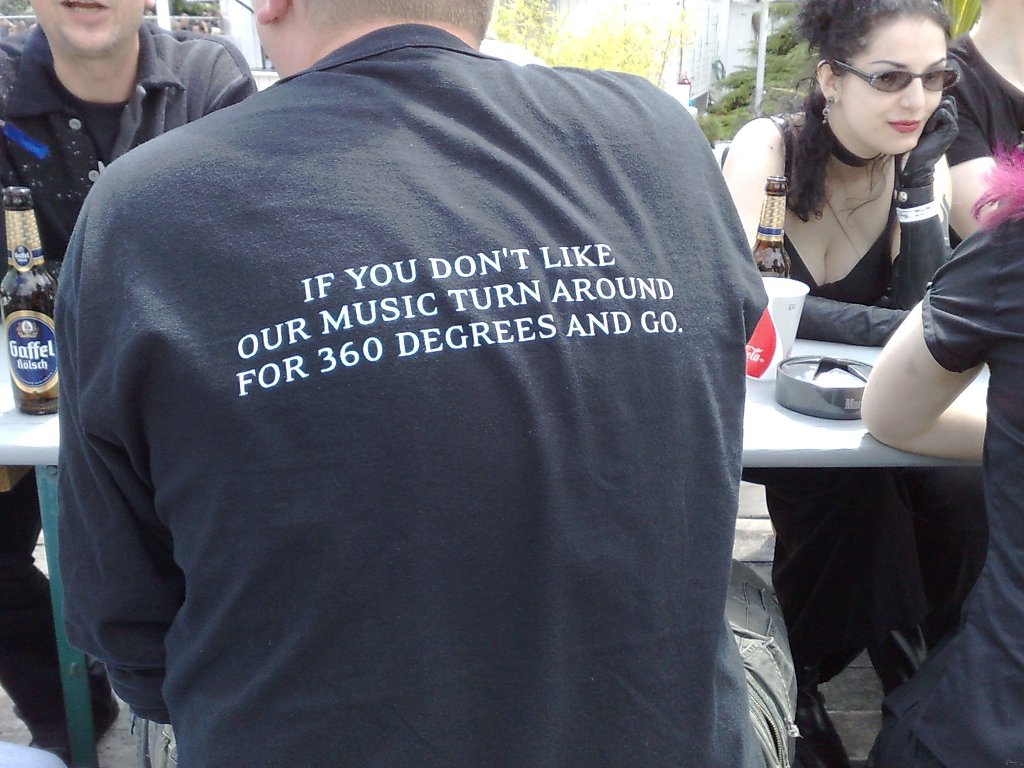 IF YOU DON'T LIKE
OUR MUSIC TURN AROUND
FOR 360 DEGREES AND GO.
Gaffel
Kölsch